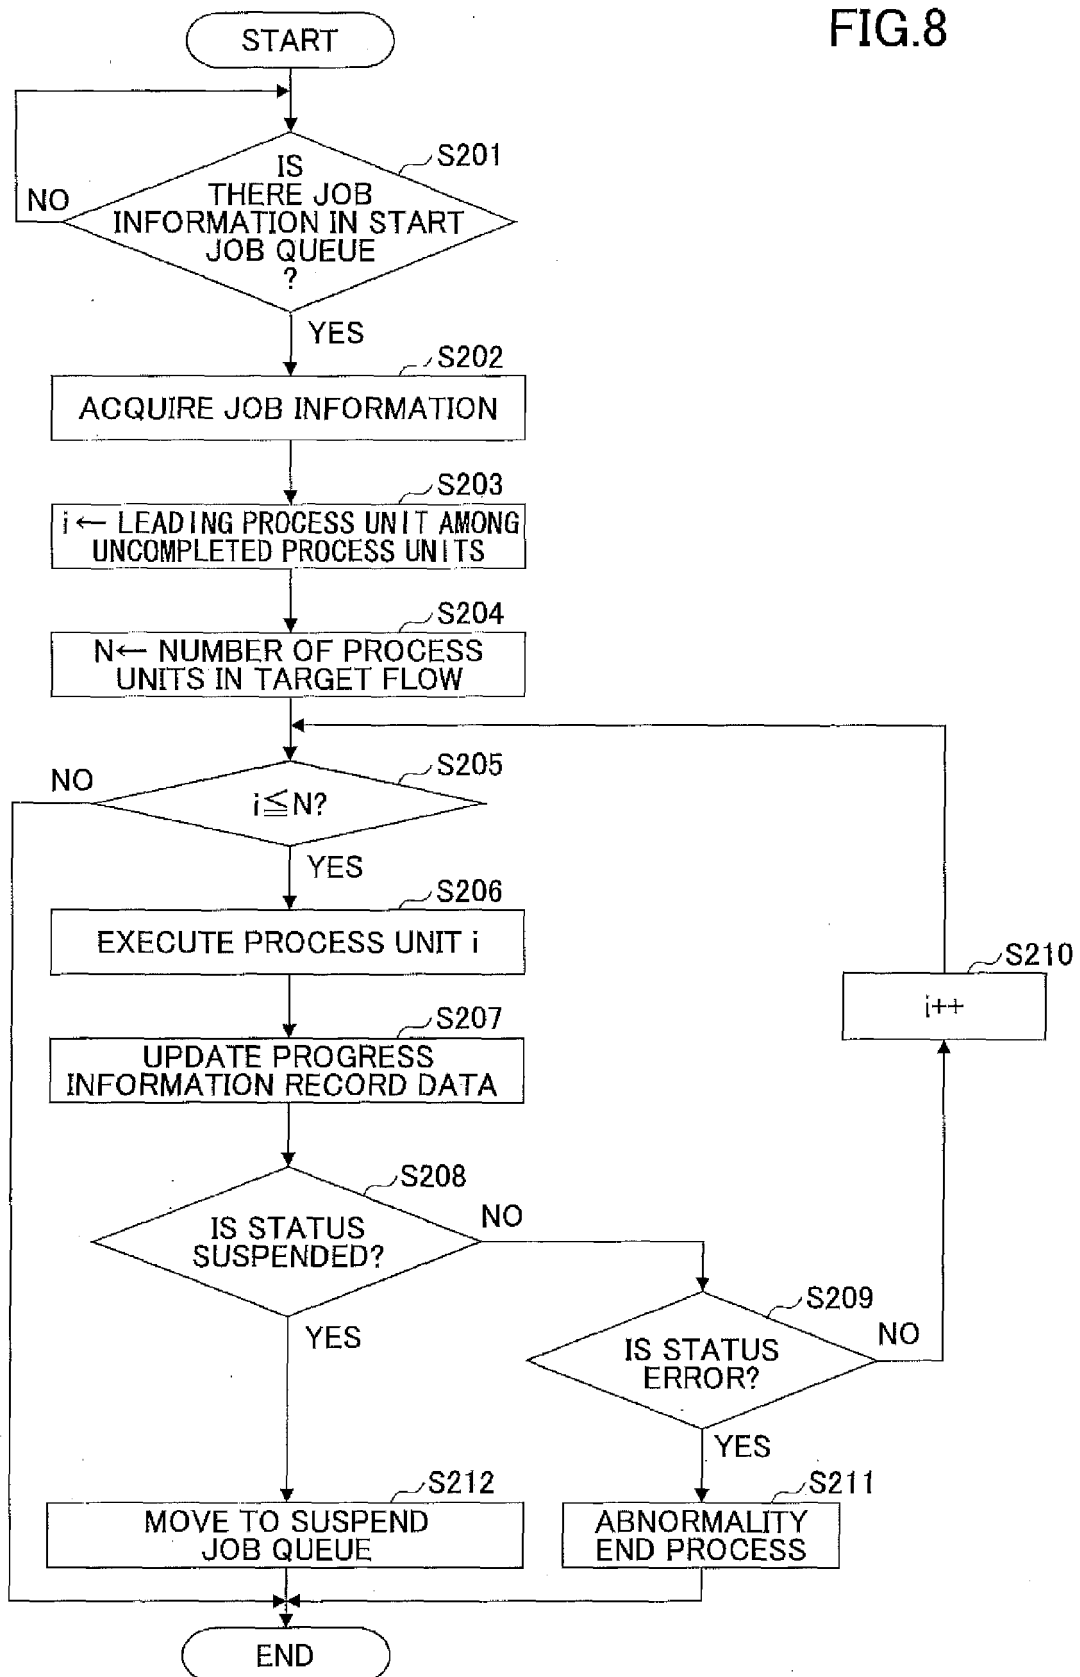 FIG.8
START
S201
IS
THERE JOB
INFORMATION IN START
JOB QUEUE
?
NO
YES
S202
ACQUIRE JOB INFORMATION
S203
i← LEADING PROCESS UNIT AMONG
UNCOMPLETED PROCESS UNITS
S204
N← NUMBER OF PROCESS
UNITS IN TARGET FLOW
S205
NO
i≦N?
YES
S206
EXECUTE PROCESS UNIT i
S210
i++
S207
UPDATE PROGRESS
INFORMATION RECORD DATA
S208
IS STATUS
SUSPENDED?
NO
YES
S209
IS STATUS
ERROR?
NO
YES
S212
MOVE TO SUSPEND
JOB QUEUE
S211
ABNORMALITY
END PROCESS
END